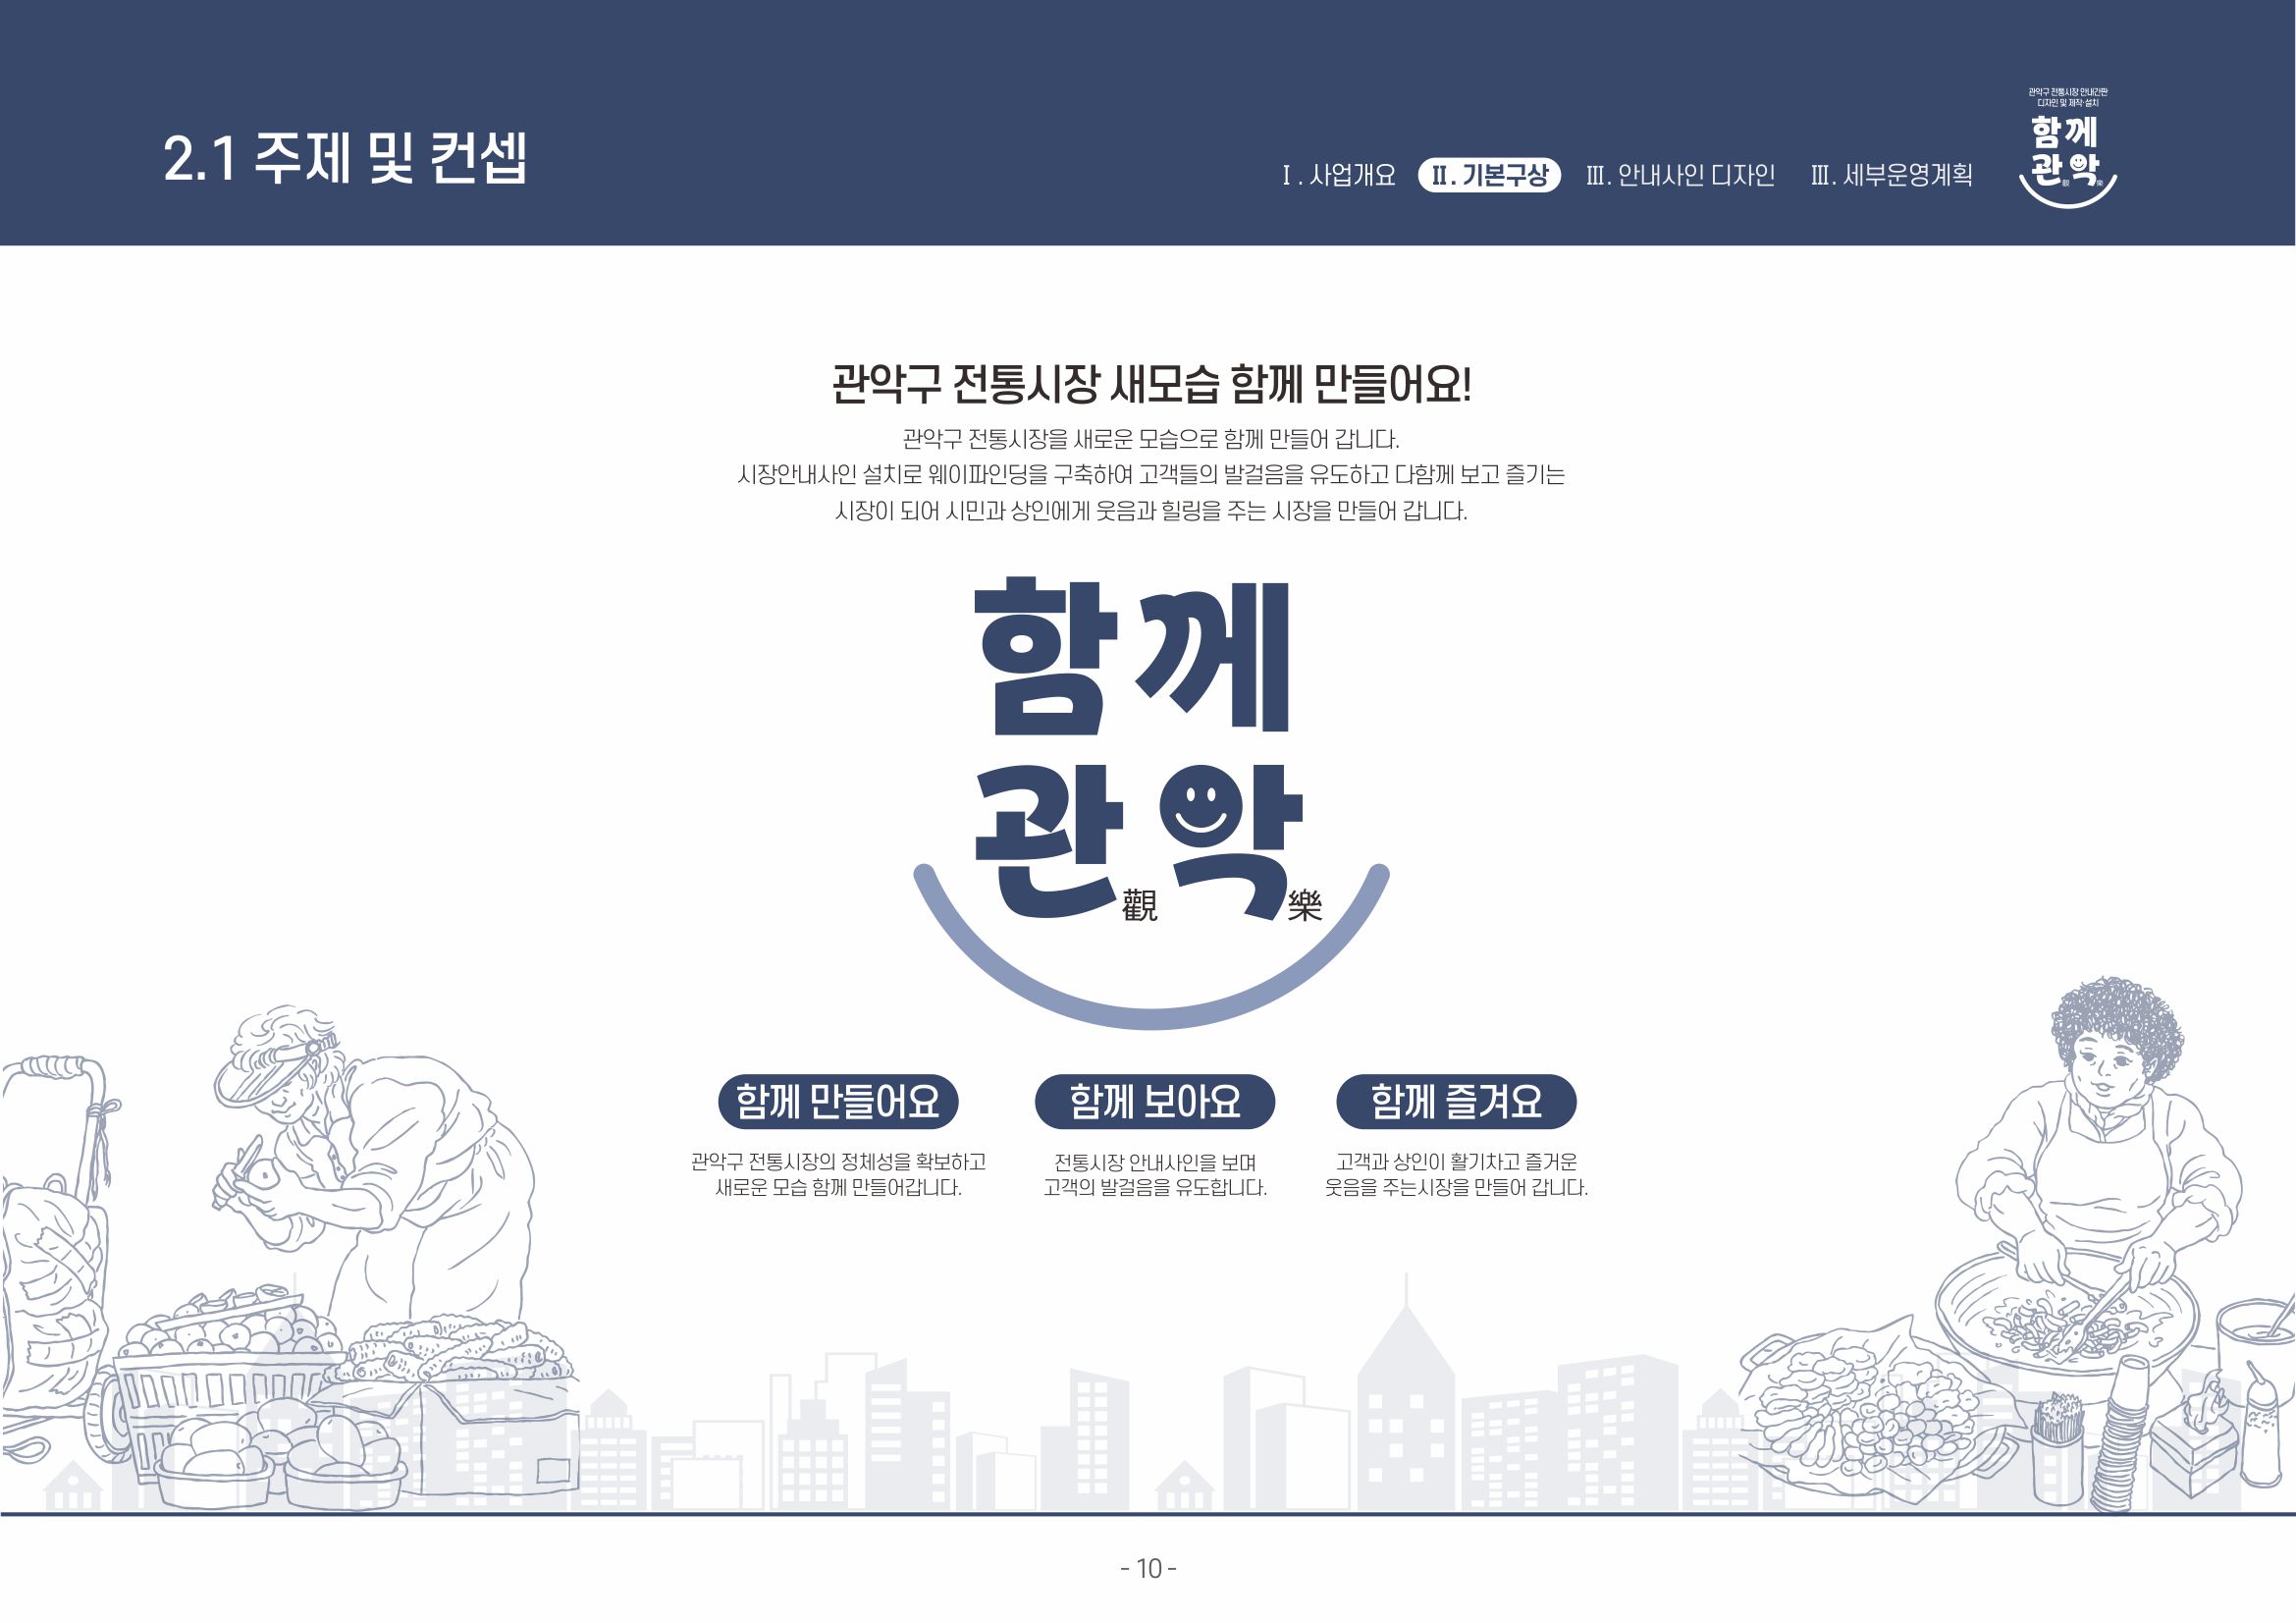 2.1 주제 및 컨셉
Ⅰ. 사업개요
Ⅱ. 기본구상
Ⅲ. 안내사인 디자인
Ⅲ. 세부운영계획
관악구 전통시장 안내간판
디자인 및 제작·설치
함께
관觀악樂
관악구 전통시장 새모습 함께 만들어요!
관악구 전통시장을 새로운 모습으로 함께 만들어 갑니다.
시장안내사인 설치로 웨이파인딩을 구축하여 고객들의 발걸음을 유도하고 다함께 보고 즐기는
시장이 되어 시민과 상인에게 웃음과 힐링을 주는 시장을 만들어 갑니다.
함께
관觀악樂
함께 만들어요
관악구 전통시장의 정체성을 확보하고
새로운 모습 함께 만들어갑니다.
함께 보아요
전통시장 안내사인을 보며
고객의 발걸음을 유도합니다.
함께 즐겨요
고객과 상인이 활기차고 즐거운
웃음을 주는시장을 만들어 갑니다.
- 10 -